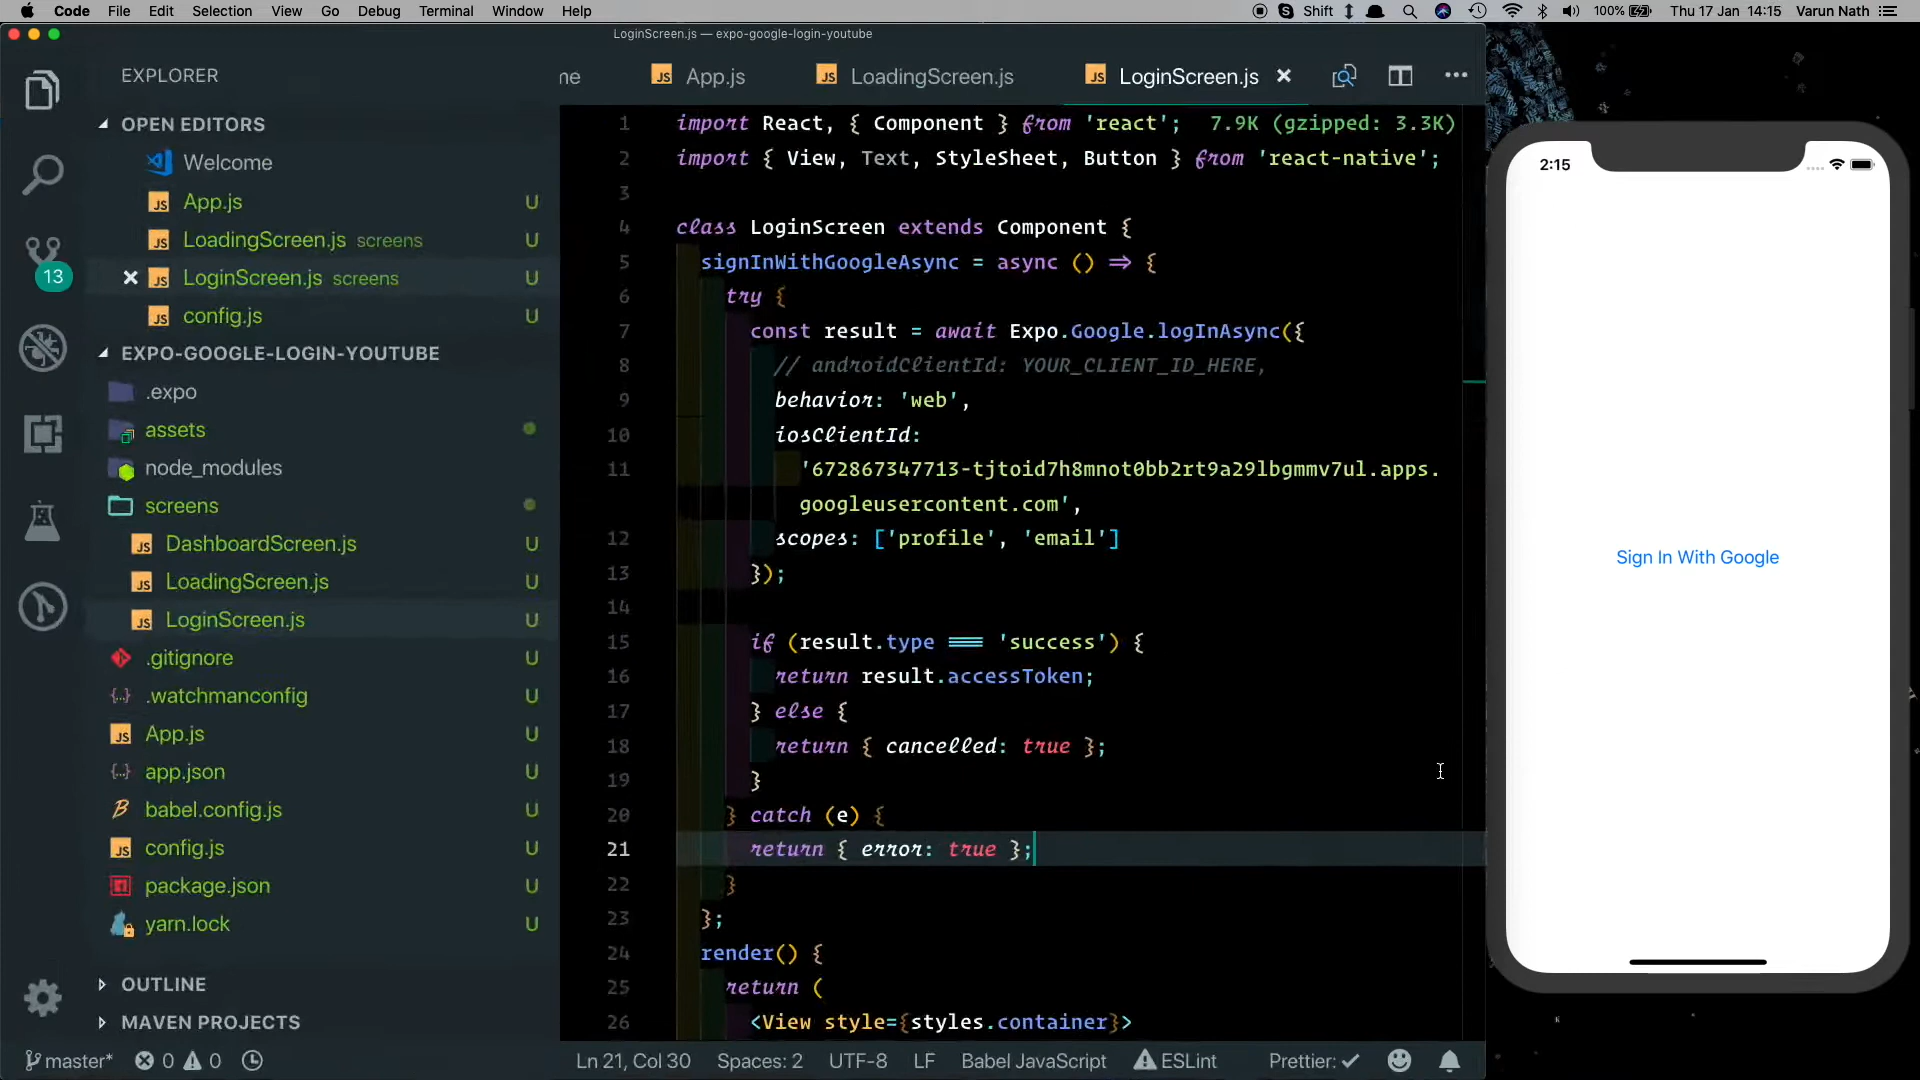 Code File Edit Selection View Go Debug Terminal Window Help Shift 100% Thu 17 Jan 14:15 Varun Nath
LoginScreen.js — expo-google-login-youtube
EXPLORER
me App.js LoadingScreen.js LoginScreen.js
OPEN EDITORS
Welcome
App.js U
LoadingScreen.js screens U
LoginScreen.js screens U
config.js U
13
EXPO-GOOGLE-LOGIN-YOUTUBE
.expo
assets
node_modules
screens
DashboardScreen.js U
LoadingScreen.js U
LoginScreen.js U
.gitignore U
.watchmanconfig U
App.js U
app.json U
babel.config.js U
config.js U
package.json U
yarn.lock U
OUTLINE
MAVEN PROJECTS
1 import React, { Component } from 'react'; 7.9K (gzipped: 3.3K)
2 import { View, Text, StyleSheet, Button } from 'react-native';
3
4 class LoginScreen extends Component {
5 signInWithGoogleAsync = async () => {
6 try {
7 const result = await Expo.Google.logInAsync({
8 // androidClientId: YOUR_CLIENT_ID_HERE,
9 behavior: 'web',
10 iosClientId:
11 '672867347713-tjtoid7h8mnot0bb2rt9a29lbgmmv7ul.apps.
googleusercontent.com',
12 scopes: ['profile', 'email']
13 });
14
15 if (result.type === 'success') {
16 return result.accessToken;
17 } else {
18 return { cancelled: true };
19 }
20 } catch (e) {
21 return { error: true };
22 }
23 };
24 render() {
25 return (
26 <View style={styles.container}>
2:15
Sign In With Google
master* 0 0 Ln 21, Col 30 Spaces: 2 UTF-8 LF Babel JavaScript ESLint Prettier: ✓